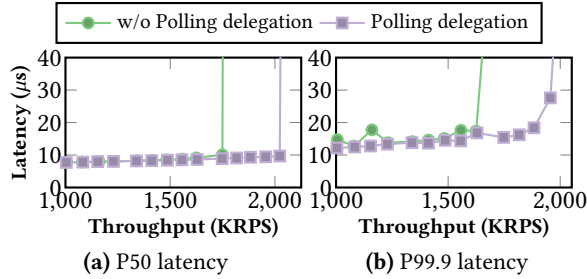 w/o Polling delegation Polling delegation
Latency (μs)
40
30
20
10
0
1,000 1,500 2,000
Throughput (KRPS)
(a) P50 latency
40
30
20
10
0
1,000 1,500 2,000
Throughput (KRPS)
(b) P99.9 latency